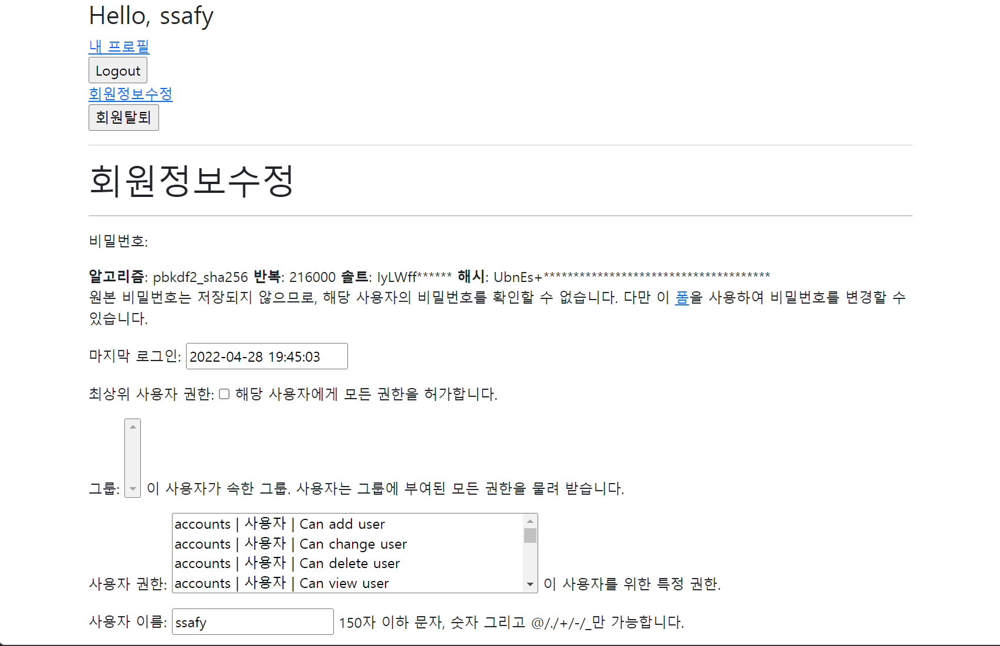 Hello, ssafy
내 프로필
Logout
회원정보수정
회원탈퇴
회원정보수정
비밀번호:
알고리즘: pbkdf2_sha256 반복: 216000 솔트: lyLWff****** 해시: UbnEs+**************************************
원본 비밀번호는 저장되지 않으므로, 해당 사용자의 비밀번호를 확인할 수 없습니다. 다만 이 폼을 사용하여 비밀번호를 변경할 수
있습니다.
마지막 로그인: 2022-04-28 19:45:03
최상위 사용자 권한: 해당 사용자에게 모든 권한을 허가합니다.
그룹: 이 사용자가 속한 그룹. 사용자는 그룹에 부여된 모든 권한을 물려 받습니다.
accounts | 사용자 | Can add user
accounts | 사용자 | Can change user
accounts | 사용자 | Can delete user
accounts | 사용자 | Can view user
사용자 권한: 이 사용자를 위한 특정 권한.
사용자 이름: ssafy 150자 이하 문자, 숫자 그리고 @/./+/-/_만 가능합니다.